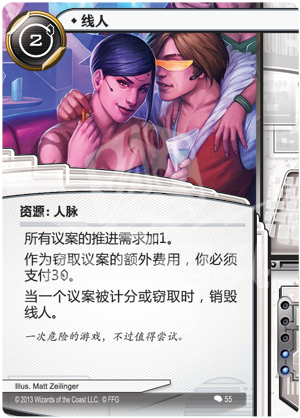 2
◆ 线人
资源：人脉
所有议案的推进需求加1。
作为窃取议案的额外费用，你必须
支付3。
当一个议案被计分或窃取时，销毁
线人。
一次危险的游戏，不过值得尝试。
Illus. Matt Zeilinger
© 2013 Wizards of the Coast LLC. © FFG
55